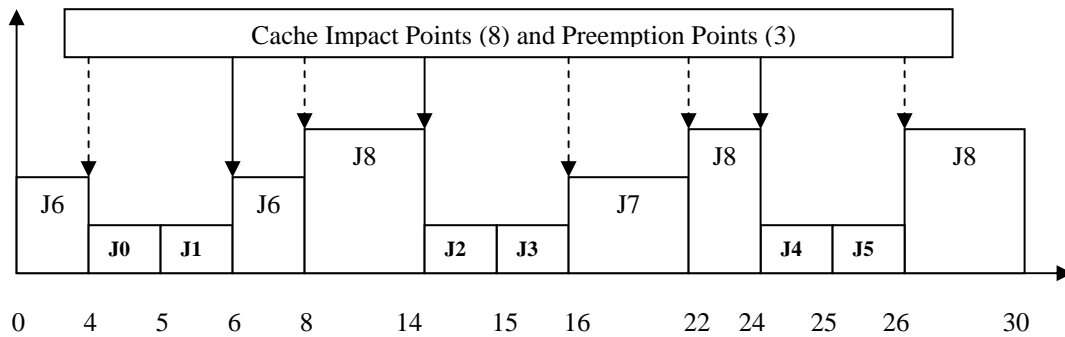 Cache Impact Points (8) and Preemption Points (3)
J8 J8 J8
J6 J6 J7
J0 J1 J2 J3 J4 J5
0 4 5 6 8 14 15 16 22 24 25 26 30